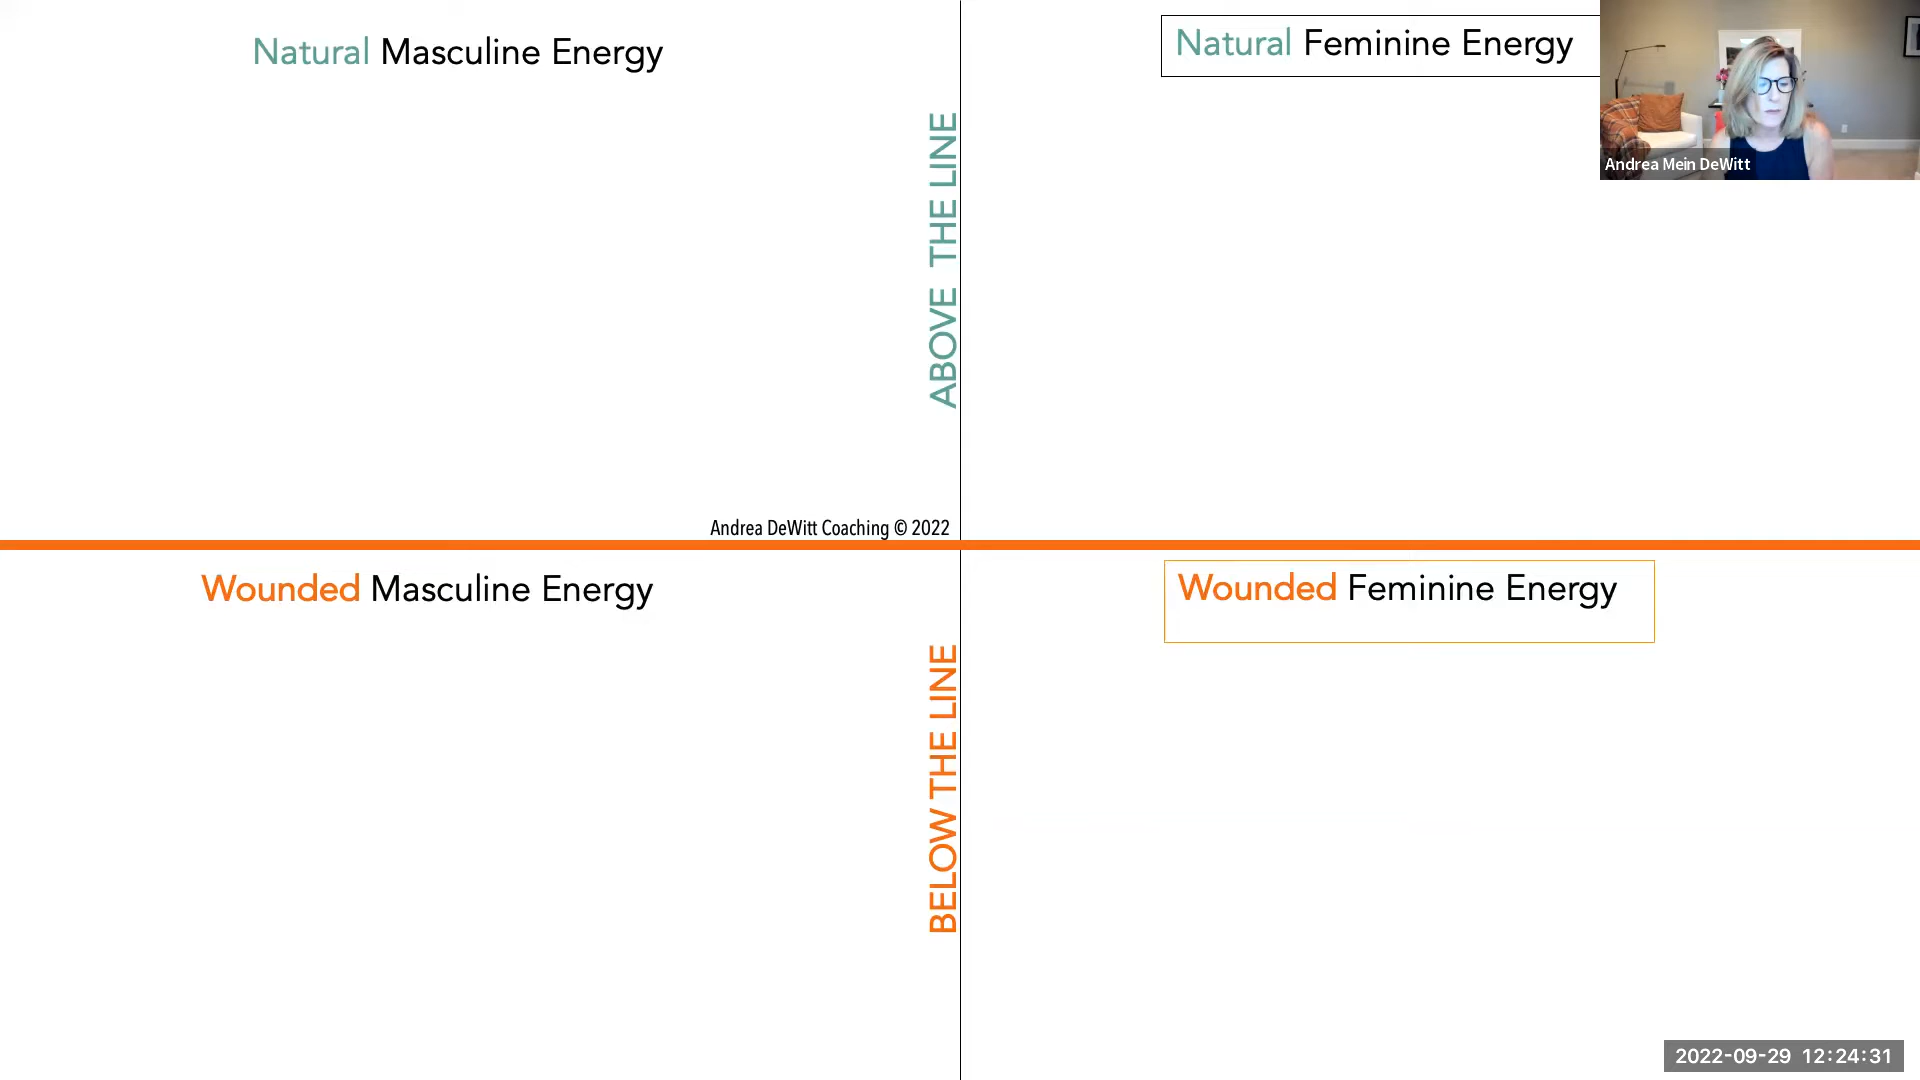 Natural Masculine Energy
Natural Feminine Energy
Andrea Mein DeWitt
ABOVE THE LINE
Andrea DeWitt Coaching © 2022
Wounded Masculine Energy
Wounded Feminine Energy
BELOW THE LINE
2022-09-29 12:24:31